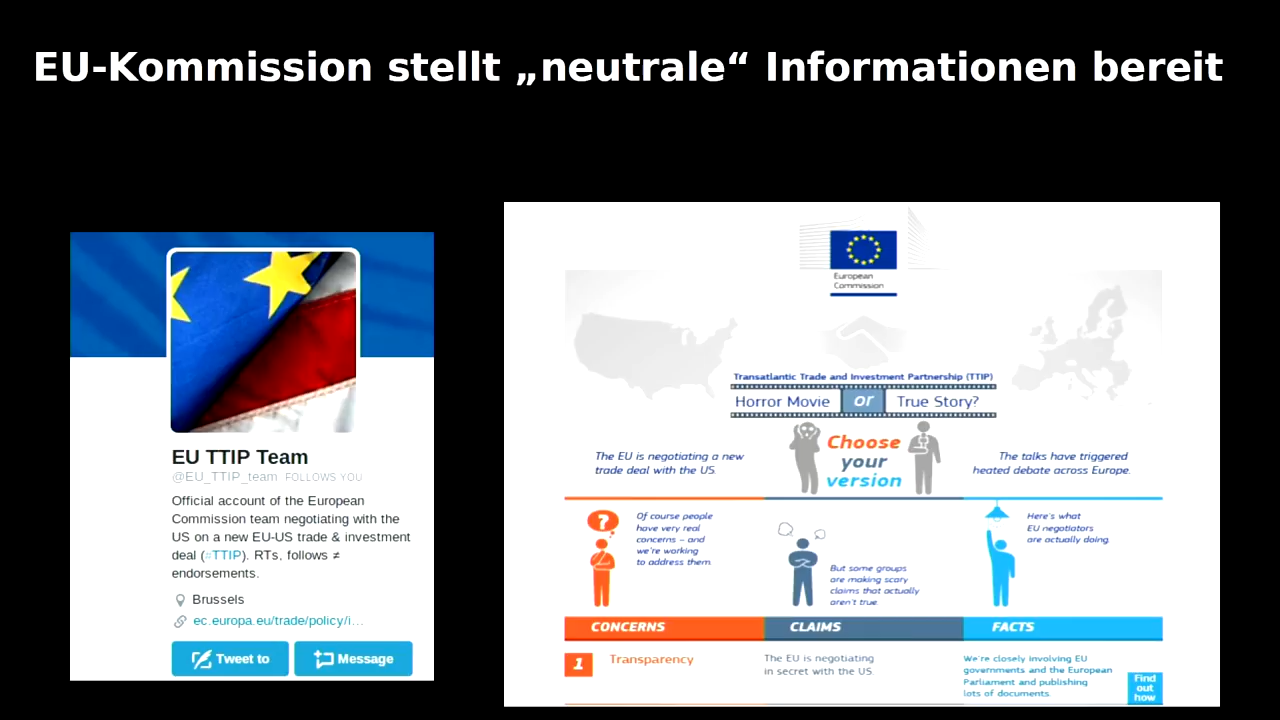 EU-Kommission stellt „neutrale“ Informationen bereit
EU TTIP Team
@EU_TTIP_team FOLLOWS YOU
Official account of the European
Commission team negotiating with the
US on a new EU-US trade & investment
deal (#TTIP). RTs, follows ≠
endorsements.
Brussels
ec.europa.eu/trade/policy/i…
Tweet to
Message
European
Commission
Transatlantic Trade and Investment Partnership (TTIP)
Horror Movie or True Story?
The EU is negotiating a new
trade deal with the US.
Choose
your
version
The talks have triggered
heated debate across Europe.
?
Of course people
have very real
concerns – and
we're working
to address them.
But some groups
are making scary
claims that actually
aren't true.
Here's what
EU negotiators
are actually doing.
CONCERNS
CLAIMS
FACTS
1
Transparency
The EU is negotiating
in secret with the US.
We're closely involving EU
governments and the European
Parliament and publishing
lots of documents.
Find
out
how